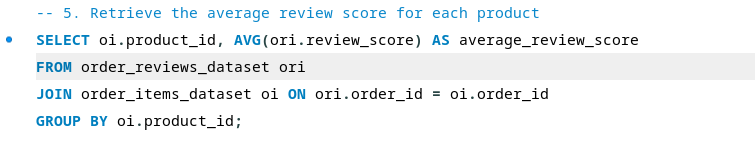 -- 5. Retrieve the average review score for each product
SELECT oi.product_id, AVG(ori.review_score) AS average_review_score
FROM order_reviews_dataset ori
JOIN order_items_dataset oi ON ori.order_id = oi.order_id
GROUP BY oi.product_id;